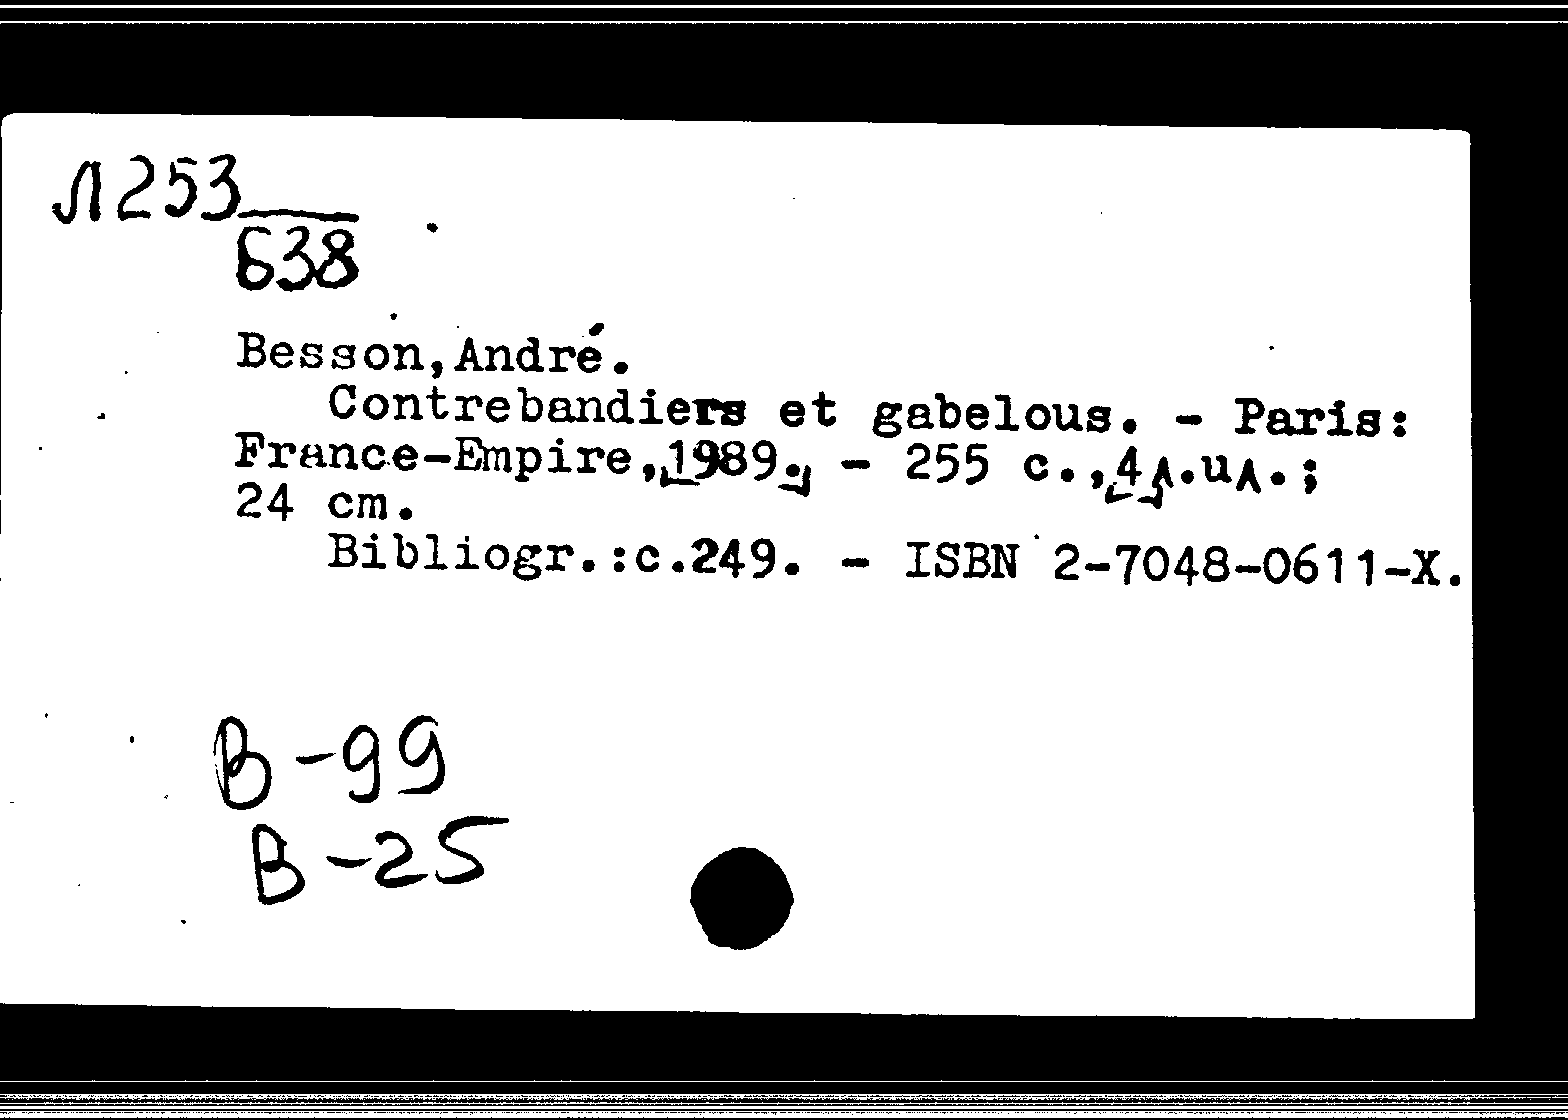 Л253
638
Besson, André.
Contrebandiers et gabelous. - Paris:
France-Empire, 1989. - 255 с., 4 л. ил.;
24 cm.
Bibliogr.: с.249. - ISBN 2-7048-0611-X.
В-99
В-25